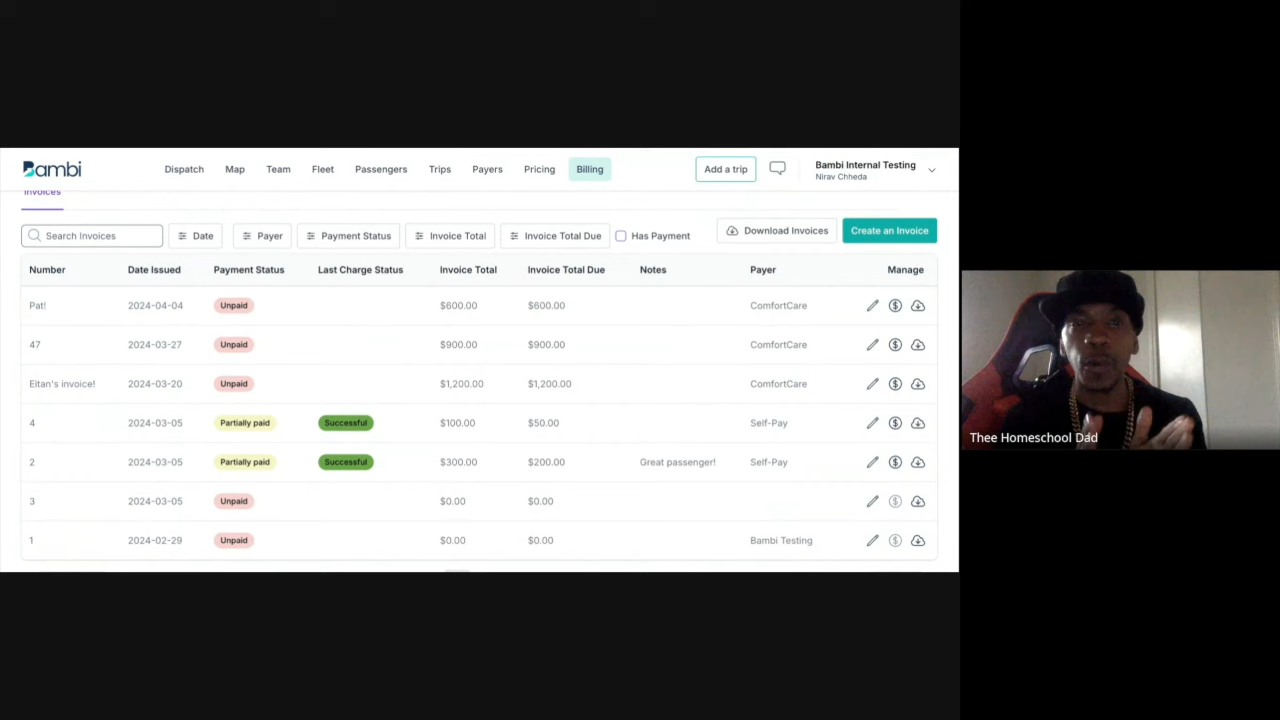 Bambi
Dispatch Map Team Fleet Passengers Trips Payers Pricing Billing
Add a trip
Bambi Internal Testing
Nirav Chheda
Invoices
Search Invoices Date Payer Payment Status Invoice Total Invoice Total Due Has Payment Download Invoices Create an Invoice
Number Date Issued Payment Status Last Charge Status Invoice Total Invoice Total Due Notes Payer Manage
Pat! 2024-04-04 Unpaid $600.00 $600.00 ComfortCare
47 2024-03-27 Unpaid $900.00 $900.00 ComfortCare
Eitan's invoice! 2024-03-20 Unpaid $1,200.00 $1,200.00 ComfortCare
4 2024-03-05 Partially paid Successful $100.00 $50.00 Self-Pay
2 2024-03-05 Partially paid Successful $300.00 $200.00 Great passenger! Self-Pay
3 2024-03-05 Unpaid $0.00 $0.00
1 2024-02-29 Unpaid $0.00 $0.00 Bambi Testing
Thee Homeschool Dad